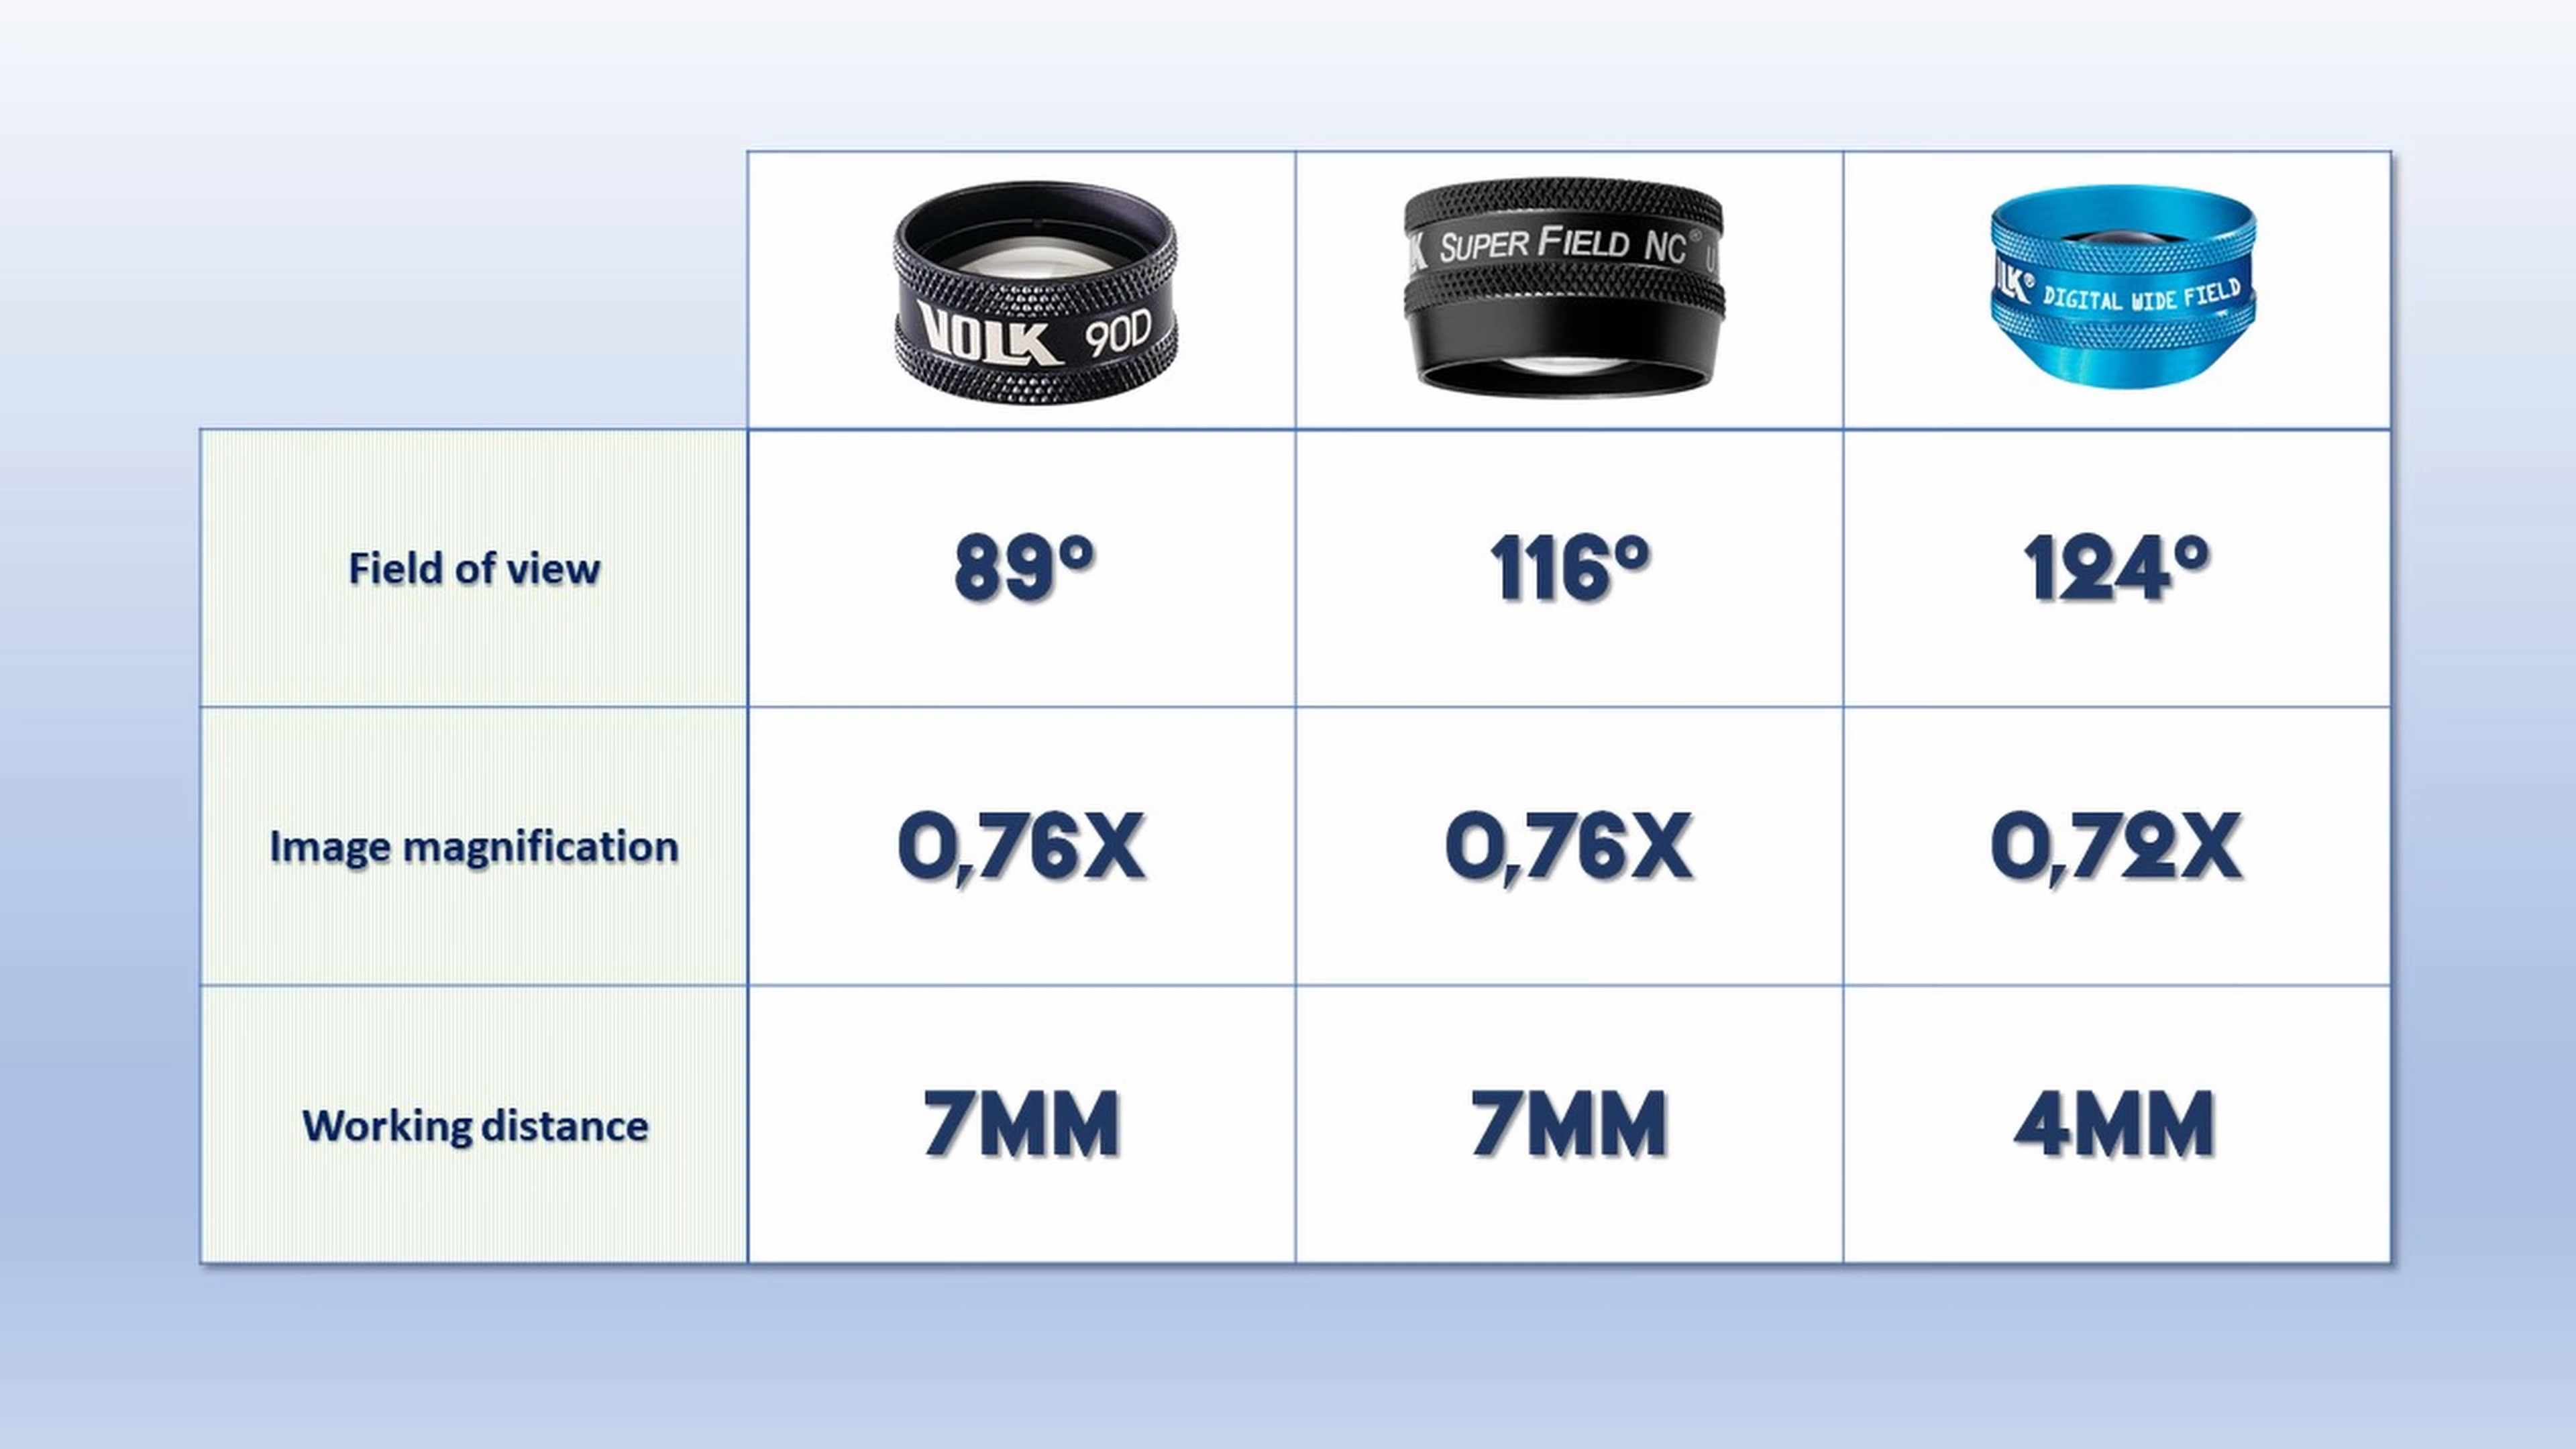 VOLK 90D
K SUPER FIELD NC® U
LK® DIGITAL WIDE FIELD
Field of view 89° 116° 124°
Image magnification 0,76X 0,76X 0,72X
Working distance 7MM 7MM 4MM